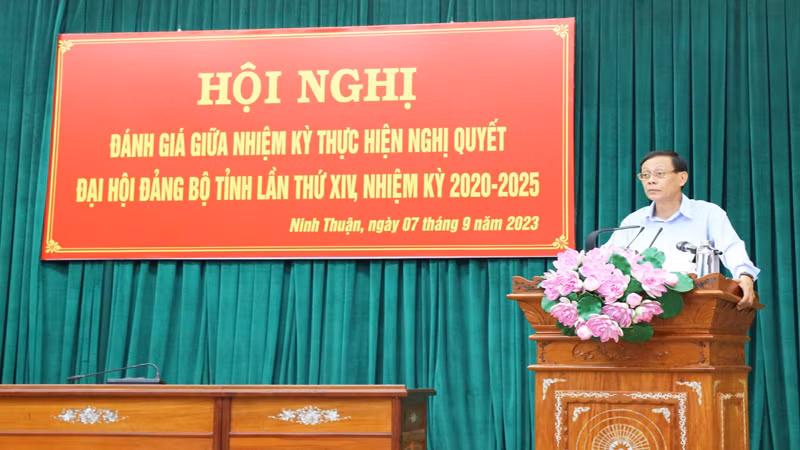 HỘI NGHỊ
ĐÁNH GIÁ GIỮA NHIỆM KỲ THỰC HIỆN NGHỊ QUYẾT
ĐẠI HỘI ĐẢNG BỘ TỈNH LẦN THỨ XIV, NHIỆM KỲ 2020-2025
Ninh Thuận, ngày 07 tháng 9 năm 2023